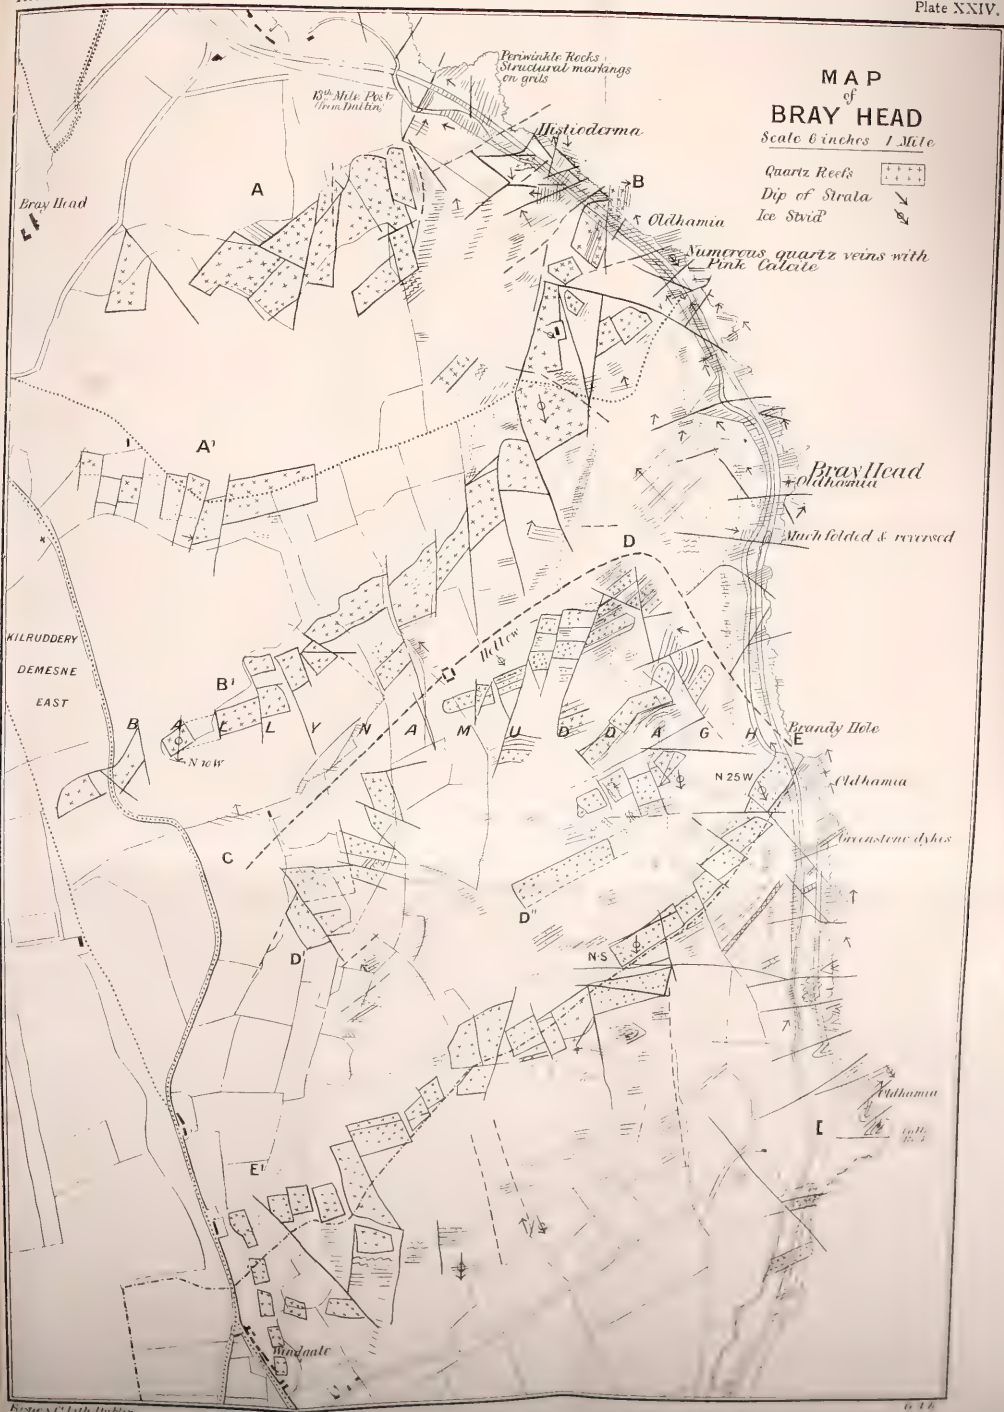 Plate XXIV.
MAP
of
BRAY HEAD
Scale 6 inches 1 Mile
Quartz Reefs
Dip of Strata
Ice Striæ
Periwinkle Rocks
Structural markings
on grits
13th Mile Post
from Dublin
Histioderma
A
B
Bray Head
Oldhamia
Numerous quartz veins with
Pink Calcite
A'
Bray Head
Oldhamia
Much folded & reversed
D
KILRUDDERY
DEMESNE
EAST
Hollow
B'
BALLYNAMUDDAGH
Brandy Hole
E
N 10 W
N 25 W
Oldhamia
Greenstone dykes
C
D"
D'
N·S
Oldhamia
E'
Windgate